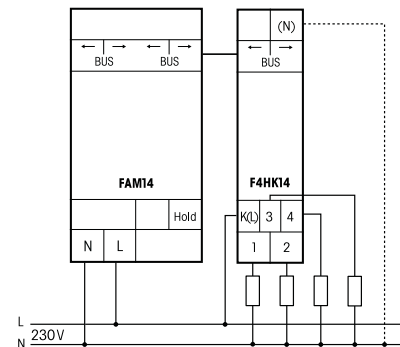 (N)
BUS BUS BUS
FAM14 F4HK14
Hold K(L) 3 4
N L 1 2
L
230V
N